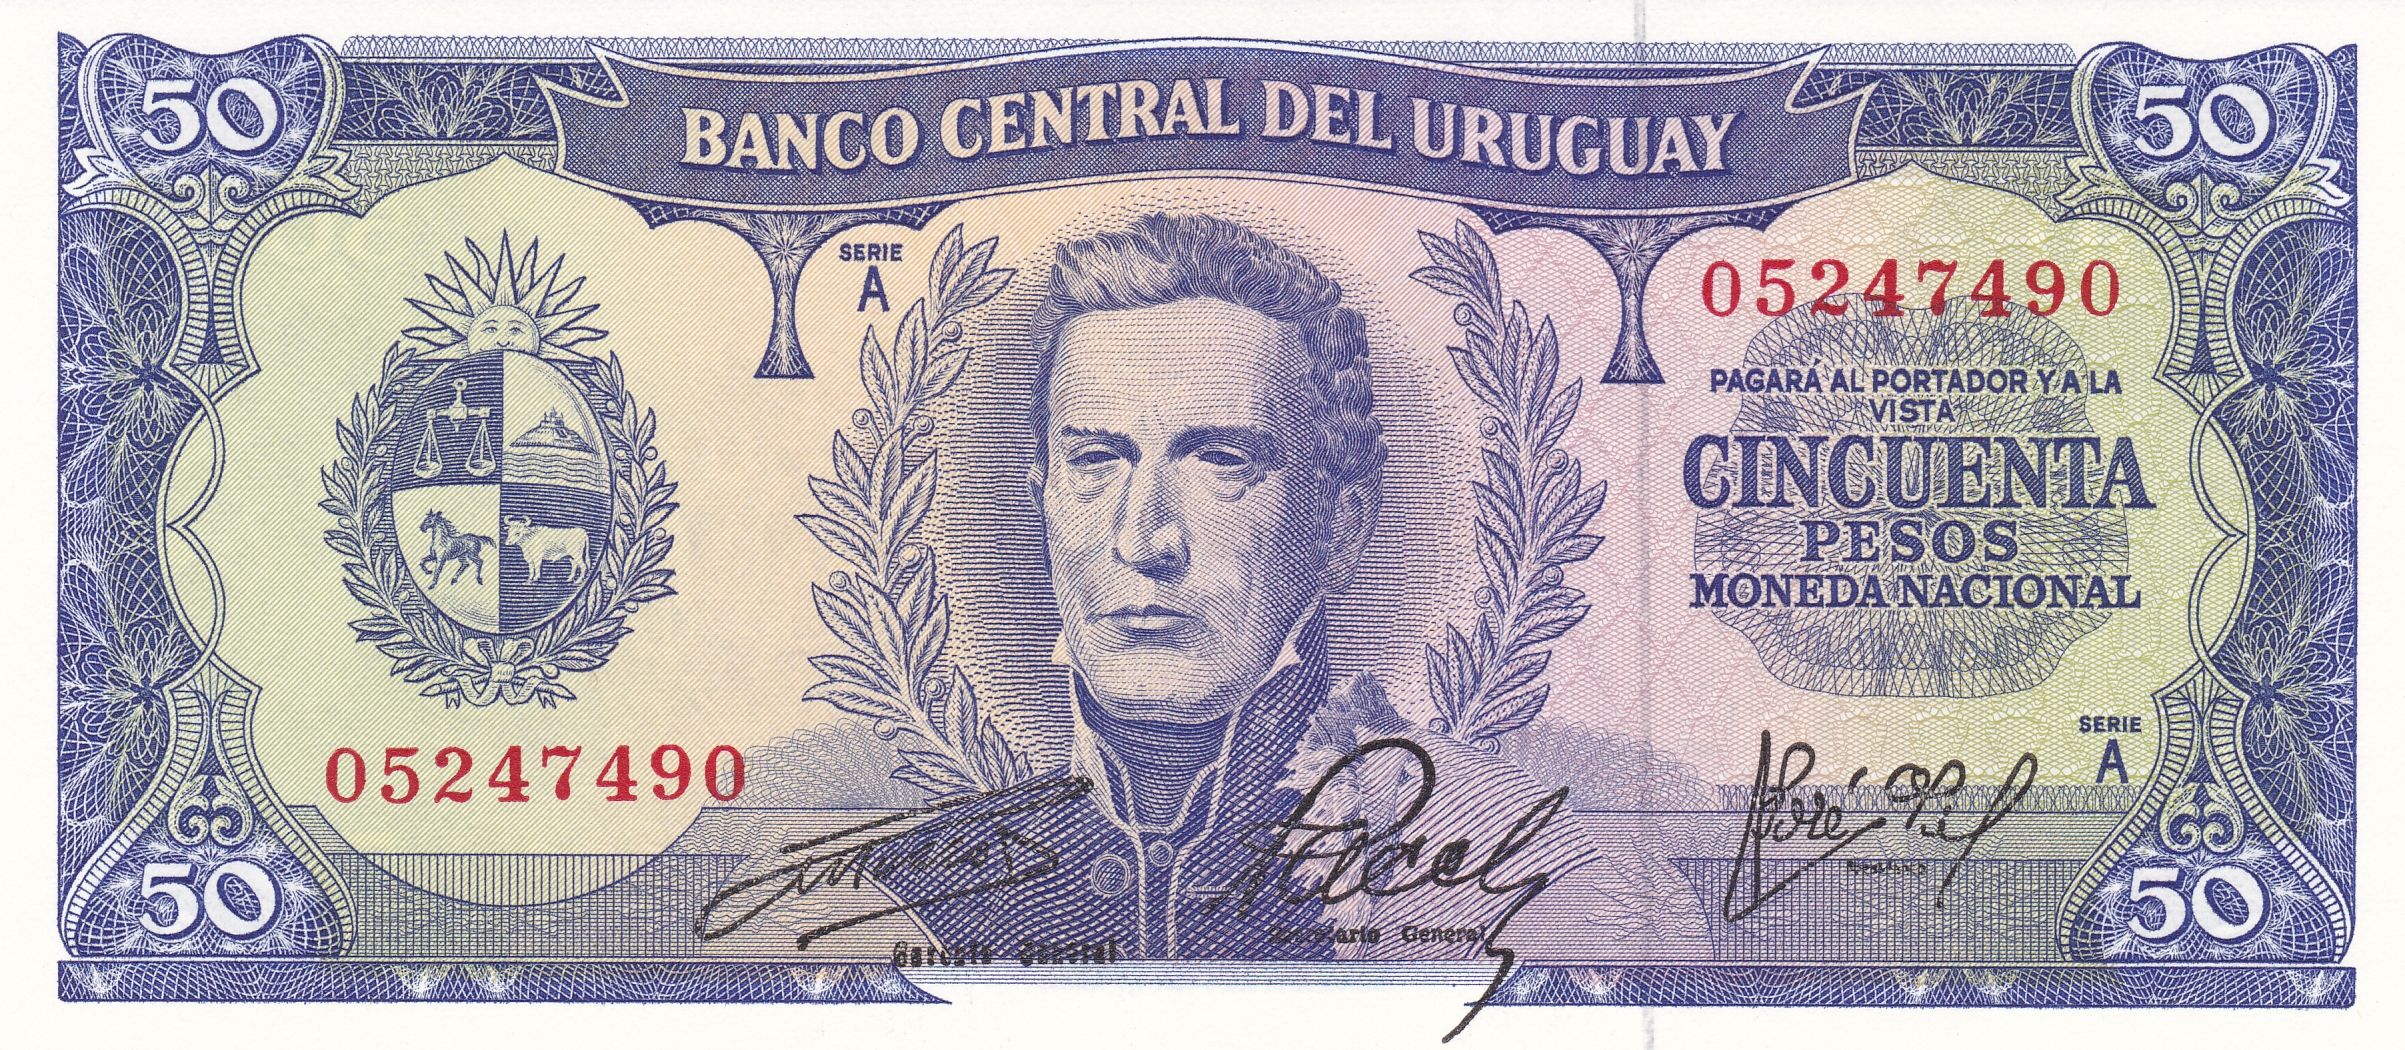 50
BANCO CENTRAL DEL URUGUAY
50
SERIE
A
05247490
PAGARÁ AL PORTADOR Y A LA
VISTA
CINCUENTA
PESOS
MONEDA NACIONAL
SERIE
A
05247490
Gerente General
Secretario General
50
50